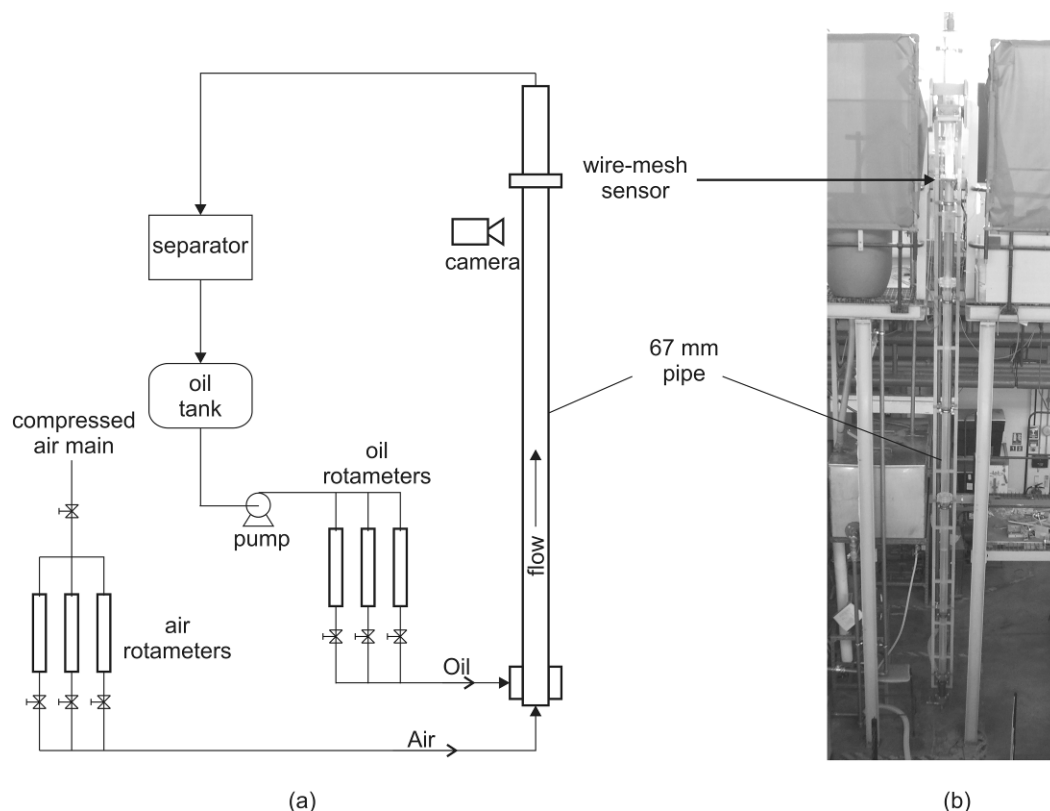 wire-mesh
sensor
separator
camera
67 mm
pipe
oil
tank
compressed
air main
oil
rotameters
pump
flow
air
rotameters
Oil
Air
(a)
(b)